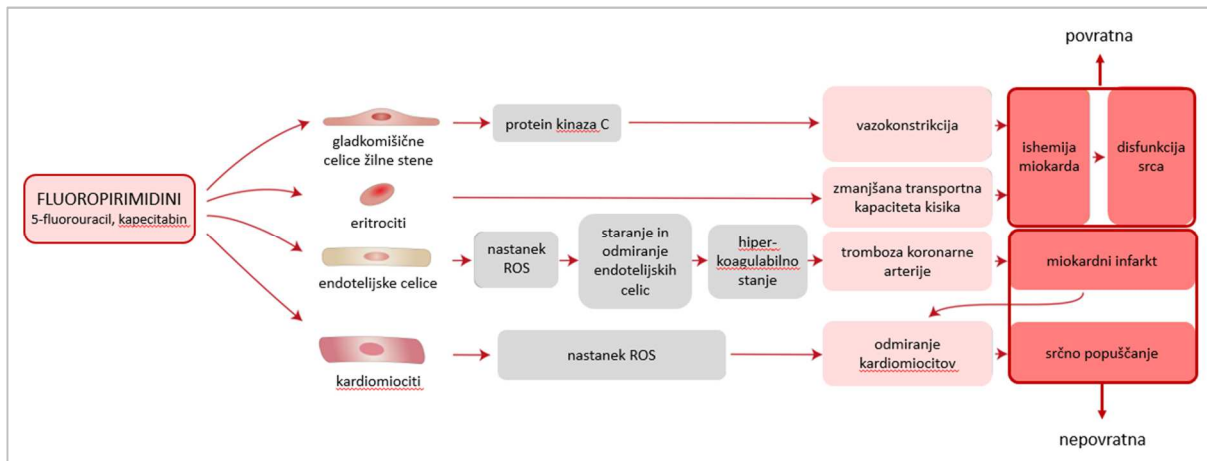 povratna
FLUOROPIRIMIDINI
5-fluorouracil, kapecitabin
gladkomišične
celice žilne stene
protein kinaza C
vazokonstrikcija
ishemija
miokarda
disfunkcija
srca
eritrociti
zmanjšana transportna
kapaciteta kisika
endotelijske celice
nastanek
ROS
staranje in
odmiranje
endotelijskih
celic
hiper-
koagulabilno
stanje
tromboza koronarne
arterije
miokardni infarkt
kardiomiociti
nastanek ROS
odmiranje
kardiomiocitov
srčno popuščanje
nepovratna